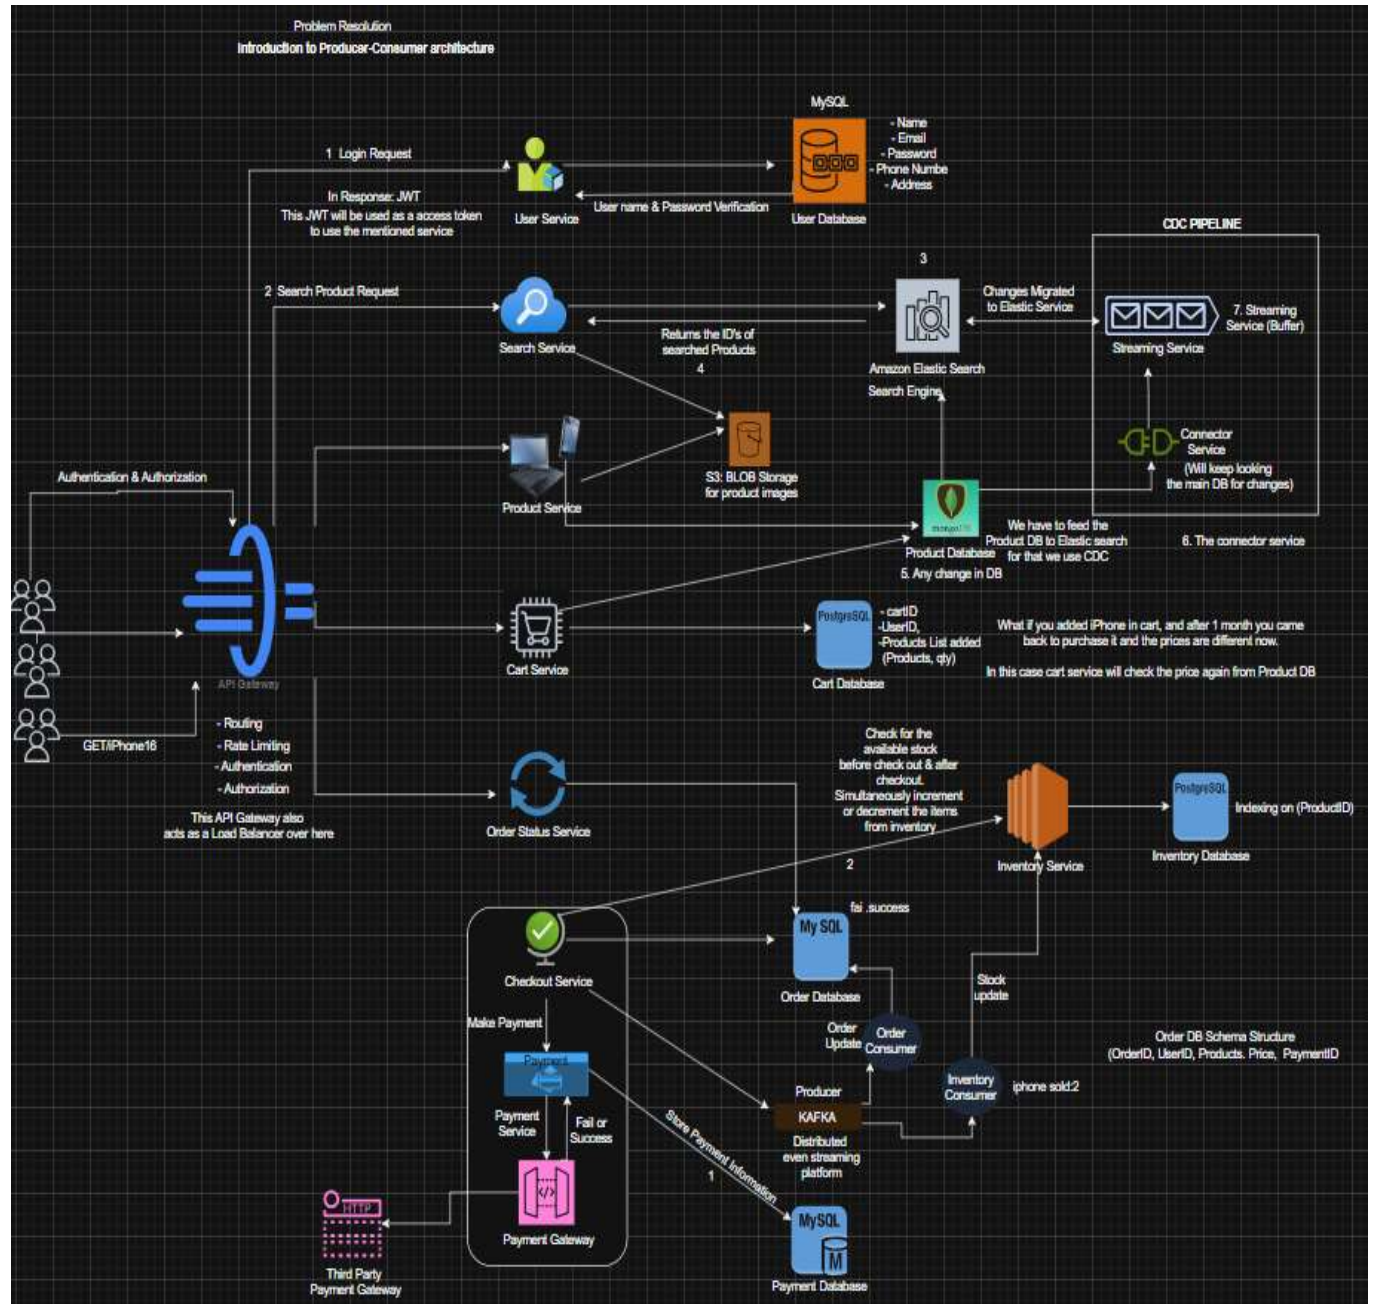 Problem Resolution
Introduction to Producer-Consumer architecture
MySQL
- Name
- Email
- Password
- Phone Numbe
- Address
User Database
1 Login Request
In Response: JWT
This JWT will be used as a access token
to use the mentioned service
User Service
User name & Password Verification
CDC PIPELINE
3
2 Search Product Request
Search Service
Returns the ID's of
searched Products
4
Changes Migrated
to Elastic Service
Amazon Elastic Search
Search Engine
7. Streaming
Service (Buffer)
Streaming Service
Connector
Service
(Will keep looking
the main DB for changes)
S3: BLOB Storage
for product images
Product Service
Authentication & Authorization
Product Database
5. Any change in DB
We have to feed the
Product DB to Elastic search
for that we use CDC
6. The connector service
Cart Service
PostgreSQL
- cartID
-UserID,
-Products List added
(Products, qty)
Cart Database
What if you added iPhone in cart, and after 1 month you came
back to purchase it and the prices are different now.
In this case cart service will check the price again from Product DB
API Gateway
GET/iPhone16
- Routing
- Rate Limiting
- Authentication
- Authorization
This API Gateway also
acts as a Load Balancer over here
Order Status Service
Check for the
available stock
before check out & after
checkout.
Simultaneously increment
or decrement the items
from inventory
2
Inventory Service
PostgreSQL
Indexing on (ProductID)
Inventory Database
fai .success
My SQL
Order Database
Checkout Service
Make Payment
Payment
Payment
Service
Fail or
Success
Payment Gateway
HTTP
Third Party
Payment Gateway
Store Payment Information
1
Order
Update
Order
Consumer
Stock
update
Inventory
Consumer
iphone sold:2
Producer
KAFKA
Distributed
even streaming
platform
Order DB Schema Structure
(OrderID, UserID, Products. Price, PaymentID
MySQL
M
Payment Database